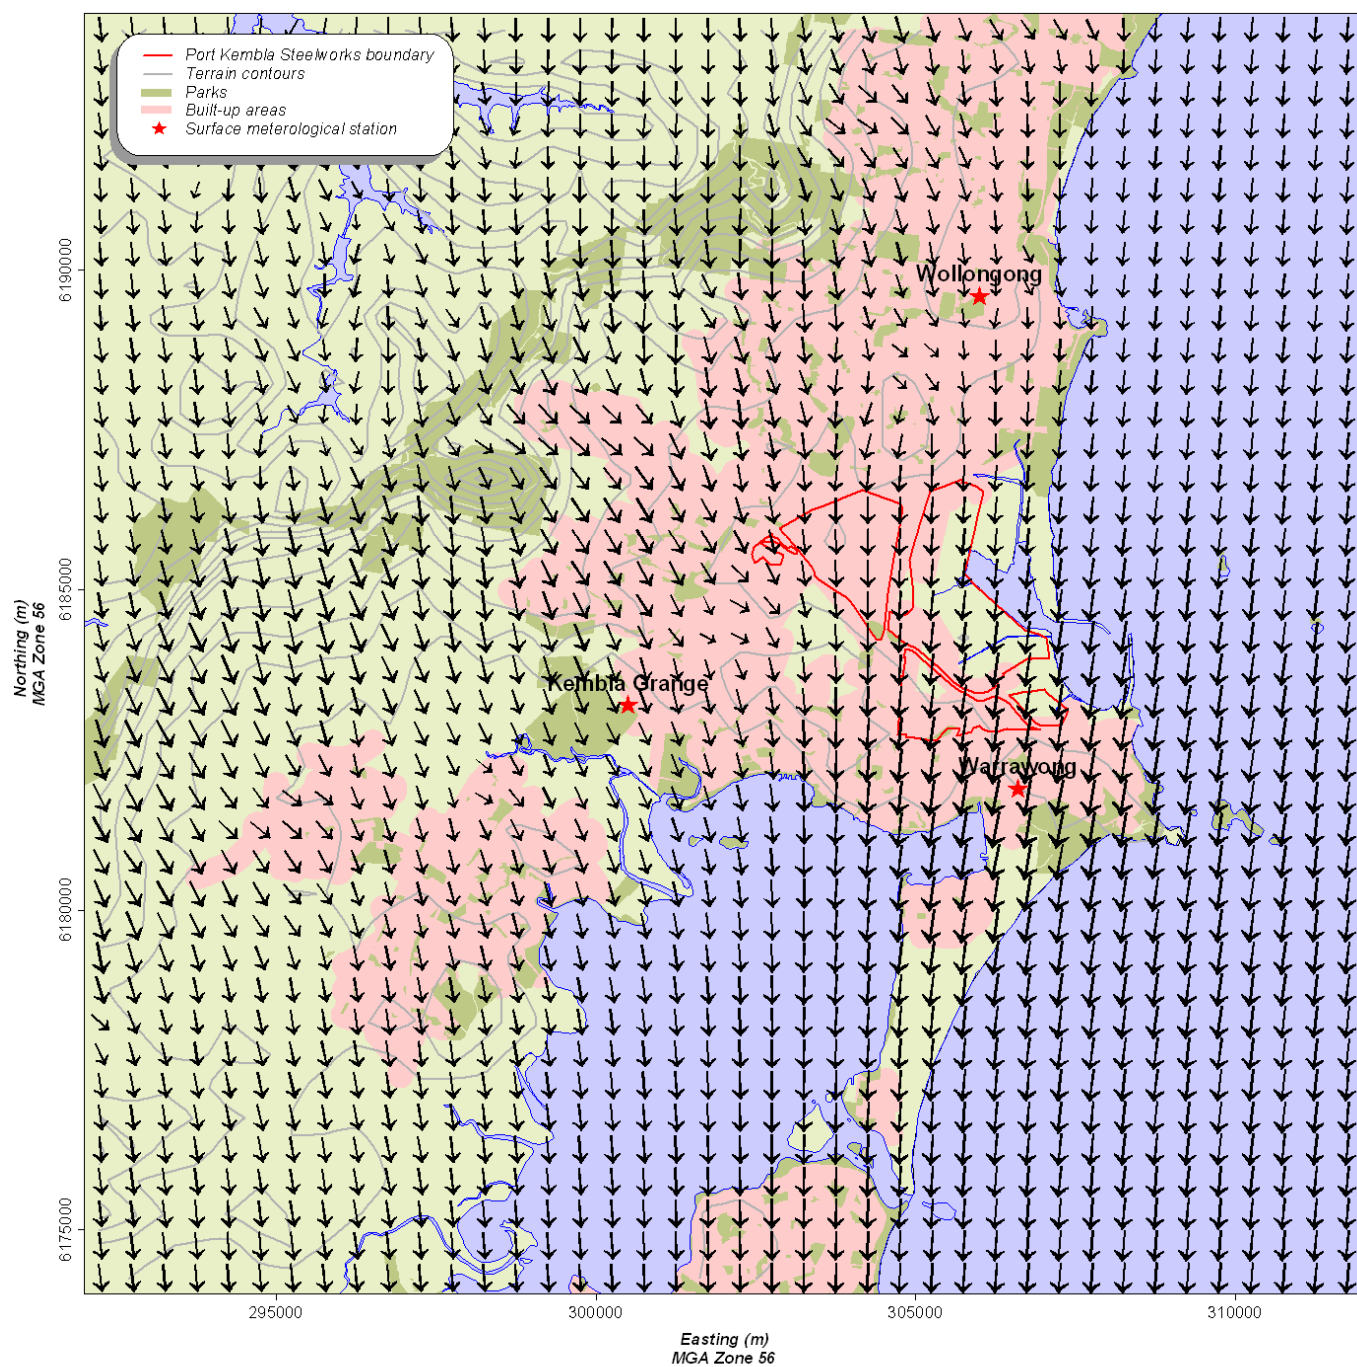 Port Kembla Steelworks boundary
Terrain contours
Parks
Built-up areas
Surface meterological station
Wollongong
Kembla Grange
Warrawong
6190000
6185000
6180000
6175000
Northing (m)
MGA Zone 56
295000
300000
305000
310000
Easting (m)
MGA Zone 56